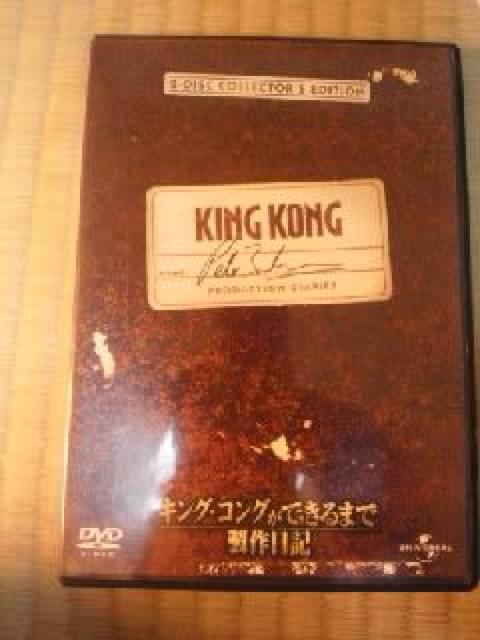 2-DISC COLLECTOR'S EDITION
KING KONG
PRODUCTION DIARIES
キング・コングができるまで
製作日記
DVD
VIDEO
UNIVERSAL